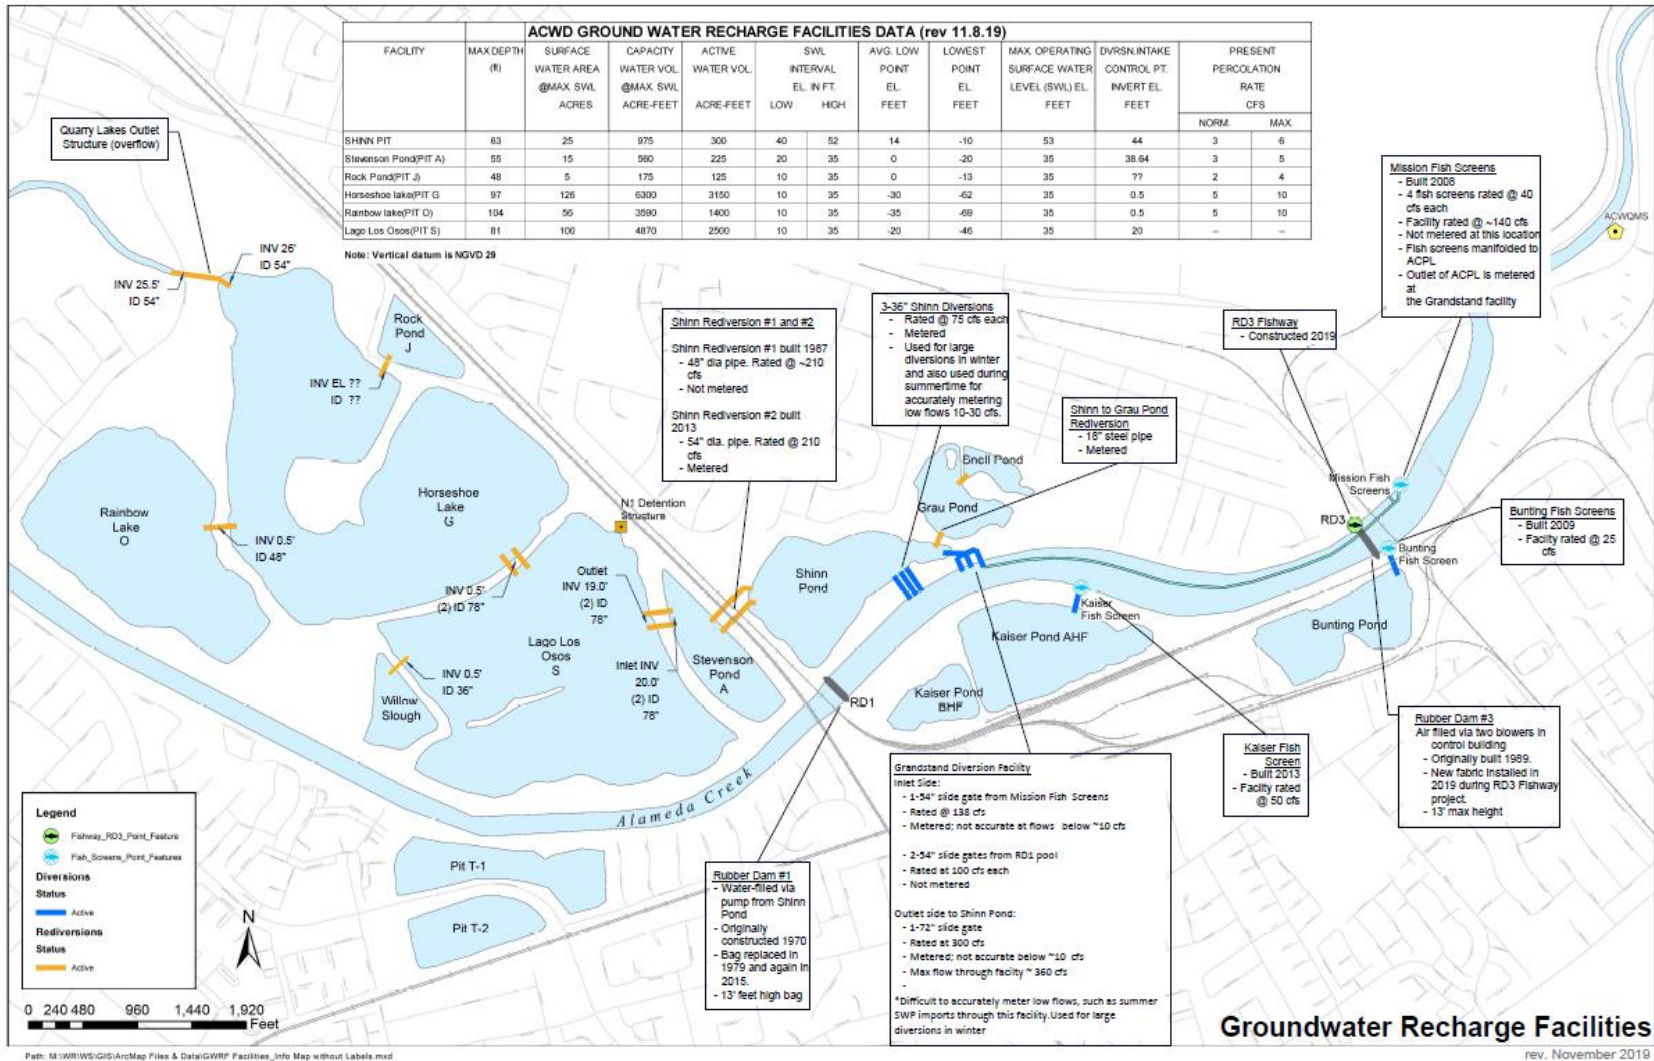 ACWD GROUND WATER RECHARGE FACILITIES DATA (rev 11.8.19)
FACILITY MAX DEPTH SURFACE CAPACITY ACTIVE SWL AVG. LOW LOWEST MAX. OPERATING DVRSN.INTAKE PRESENT
(ft) WATER AREA WATER VOL. WATER VOL. INTERVAL POINT POINT SURFACE WATER CONTROL PT. PERCOLATION
@MAX. SWL @MAX. SWL EL. IN FT. EL. EL. LEVEL (SWL) EL. INVERT EL. RATE
ACRES ACRE-FEET ACRE-FEET LOW HIGH FEET FEET FEET FEET CFS
NORM. MAX.
SHINN PIT 63 25 975 300 40 52 14 -10 53 44 3 6
Stevenson Pond(PIT A) 55 15 560 225 20 35 0 -20 35 38.64 3 5
Rock Pond(PIT J) 48 5 175 125 10 35 0 -13 35 ?? 2 4
Horseshoe lake(PIT G 97 126 6300 3150 10 35 -30 -62 35 0.5 5 10
Rainbow lake(PIT O) 104 56 3590 1400 10 35 -35 -69 35 0.5 5 10
Lago Los Osos(PIT S) 81 100 4870 2500 10 35 -20 -46 35 20 -- --
Note: Vertical datum is NGVD 29
Quarry Lakes Outlet
Structure (overflow)
INV 26'
ID 54"
INV 25.5'
ID 54"
Rock
Pond
J
INV EL ??
ID ??
Shinn Rediversion #1 and #2
Shinn Rediversion #1 built 1987
- 48" dia pipe. Rated @ ~210
cfs
- Not metered
Shinn Rediversion #2 built
2013
- 54" dia. pipe. Rated @ 210
cfs
- Metered
3-36" Shinn Diversions
- Rated @ 75 cfs each
- Metered
- Used for large
diversions in winter
and also used during
summertime for
accurately metering
low flows 10-30 cfs.
Shinn to Grau Pond
Rediversion
- 18" steel pipe
- Metered
RD3 Fishway
- Constructed 2019
Mission Fish Screens
- Built 2008
- 4 fish screens rated @ 40
cfs each
- Facility rated @ ~140 cfs
- Not metered at this location
- Fish screens manifolded to
ACPL
- Outlet of ACPL is metered
at
the Grandstand facility
ACWQMS
Rainbow
Lake
O
INV 0.5'
ID 48"
Horseshoe
Lake
G
INV 0.5'
(2) ID 78"
N1 Detention
Structure
Outlet
INV 19.0'
(2) ID
78"
Inlet INV
20.0'
(2) ID
78"
Lago Los
Osos
S
Willow
Slough
INV 0.5'
ID 36"
Stevenson
Pond
A
Shinn
Pond
Snell Pond
Grau Pond
Kaiser
Fish Screen
Kaiser Pond AHF
Kaiser Pond
BHF
RD1
Mission Fish
Screens
RD3
Bunting
Fish Screen
Bunting Pond
Bunting Fish Screens
- Built 2009
- Facilty rated @ 25
cfs
Alameda Creek
Pit T-1
Pit T-2
Rubber Dam #1
- Water-filled via
pump from Shinn
Pond
- Originally
constructed 1970
- Bag replaced in
1979 and again in
2015.
- 13' feet high bag
Grandstand Diversion Facility
Inlet Side:
- 1-54" slide gate from Mission Fish Screens
- Rated @ 138 cfs
- Metered; not accurate at flows below ~10 cfs
- 2-54" slide gates from RD1 pool
- Rated at 100 cfs each
- Not metered
Outlet side to Shinn Pond:
- 1-72" slide gate
- Rated at 300 cfs
- Metered; not accurate below ~10 cfs
- Max flow through facilty ~ 360 cfs
-
*Difficult to accurately meter low flows, such as summer
SWP imports through this facility. Used for large
diversions in winter
Kaiser Fish
Screen
- Built 2013
- Facilty rated
@ 50 cfs
Rubber Dam #3
Air filled via two blowers in
control building
- Originally built 1989.
- New fabric installed in
2019 during RD3 Fishway
project.
- 13' max height
Legend
Fishway_RD3_Point_Feature
Fish_Screens_Point_Features
Diversions
Status
Active
Rediversions
Status
Active
N
0 240 480 960 1,440 1,920
Feet
Groundwater Recharge Facilities
rev. November 2019
Path: M:\WR\WS\GIS\ArcMap Files & Data\GWRF Facilities_Info Map without Labels.mxd